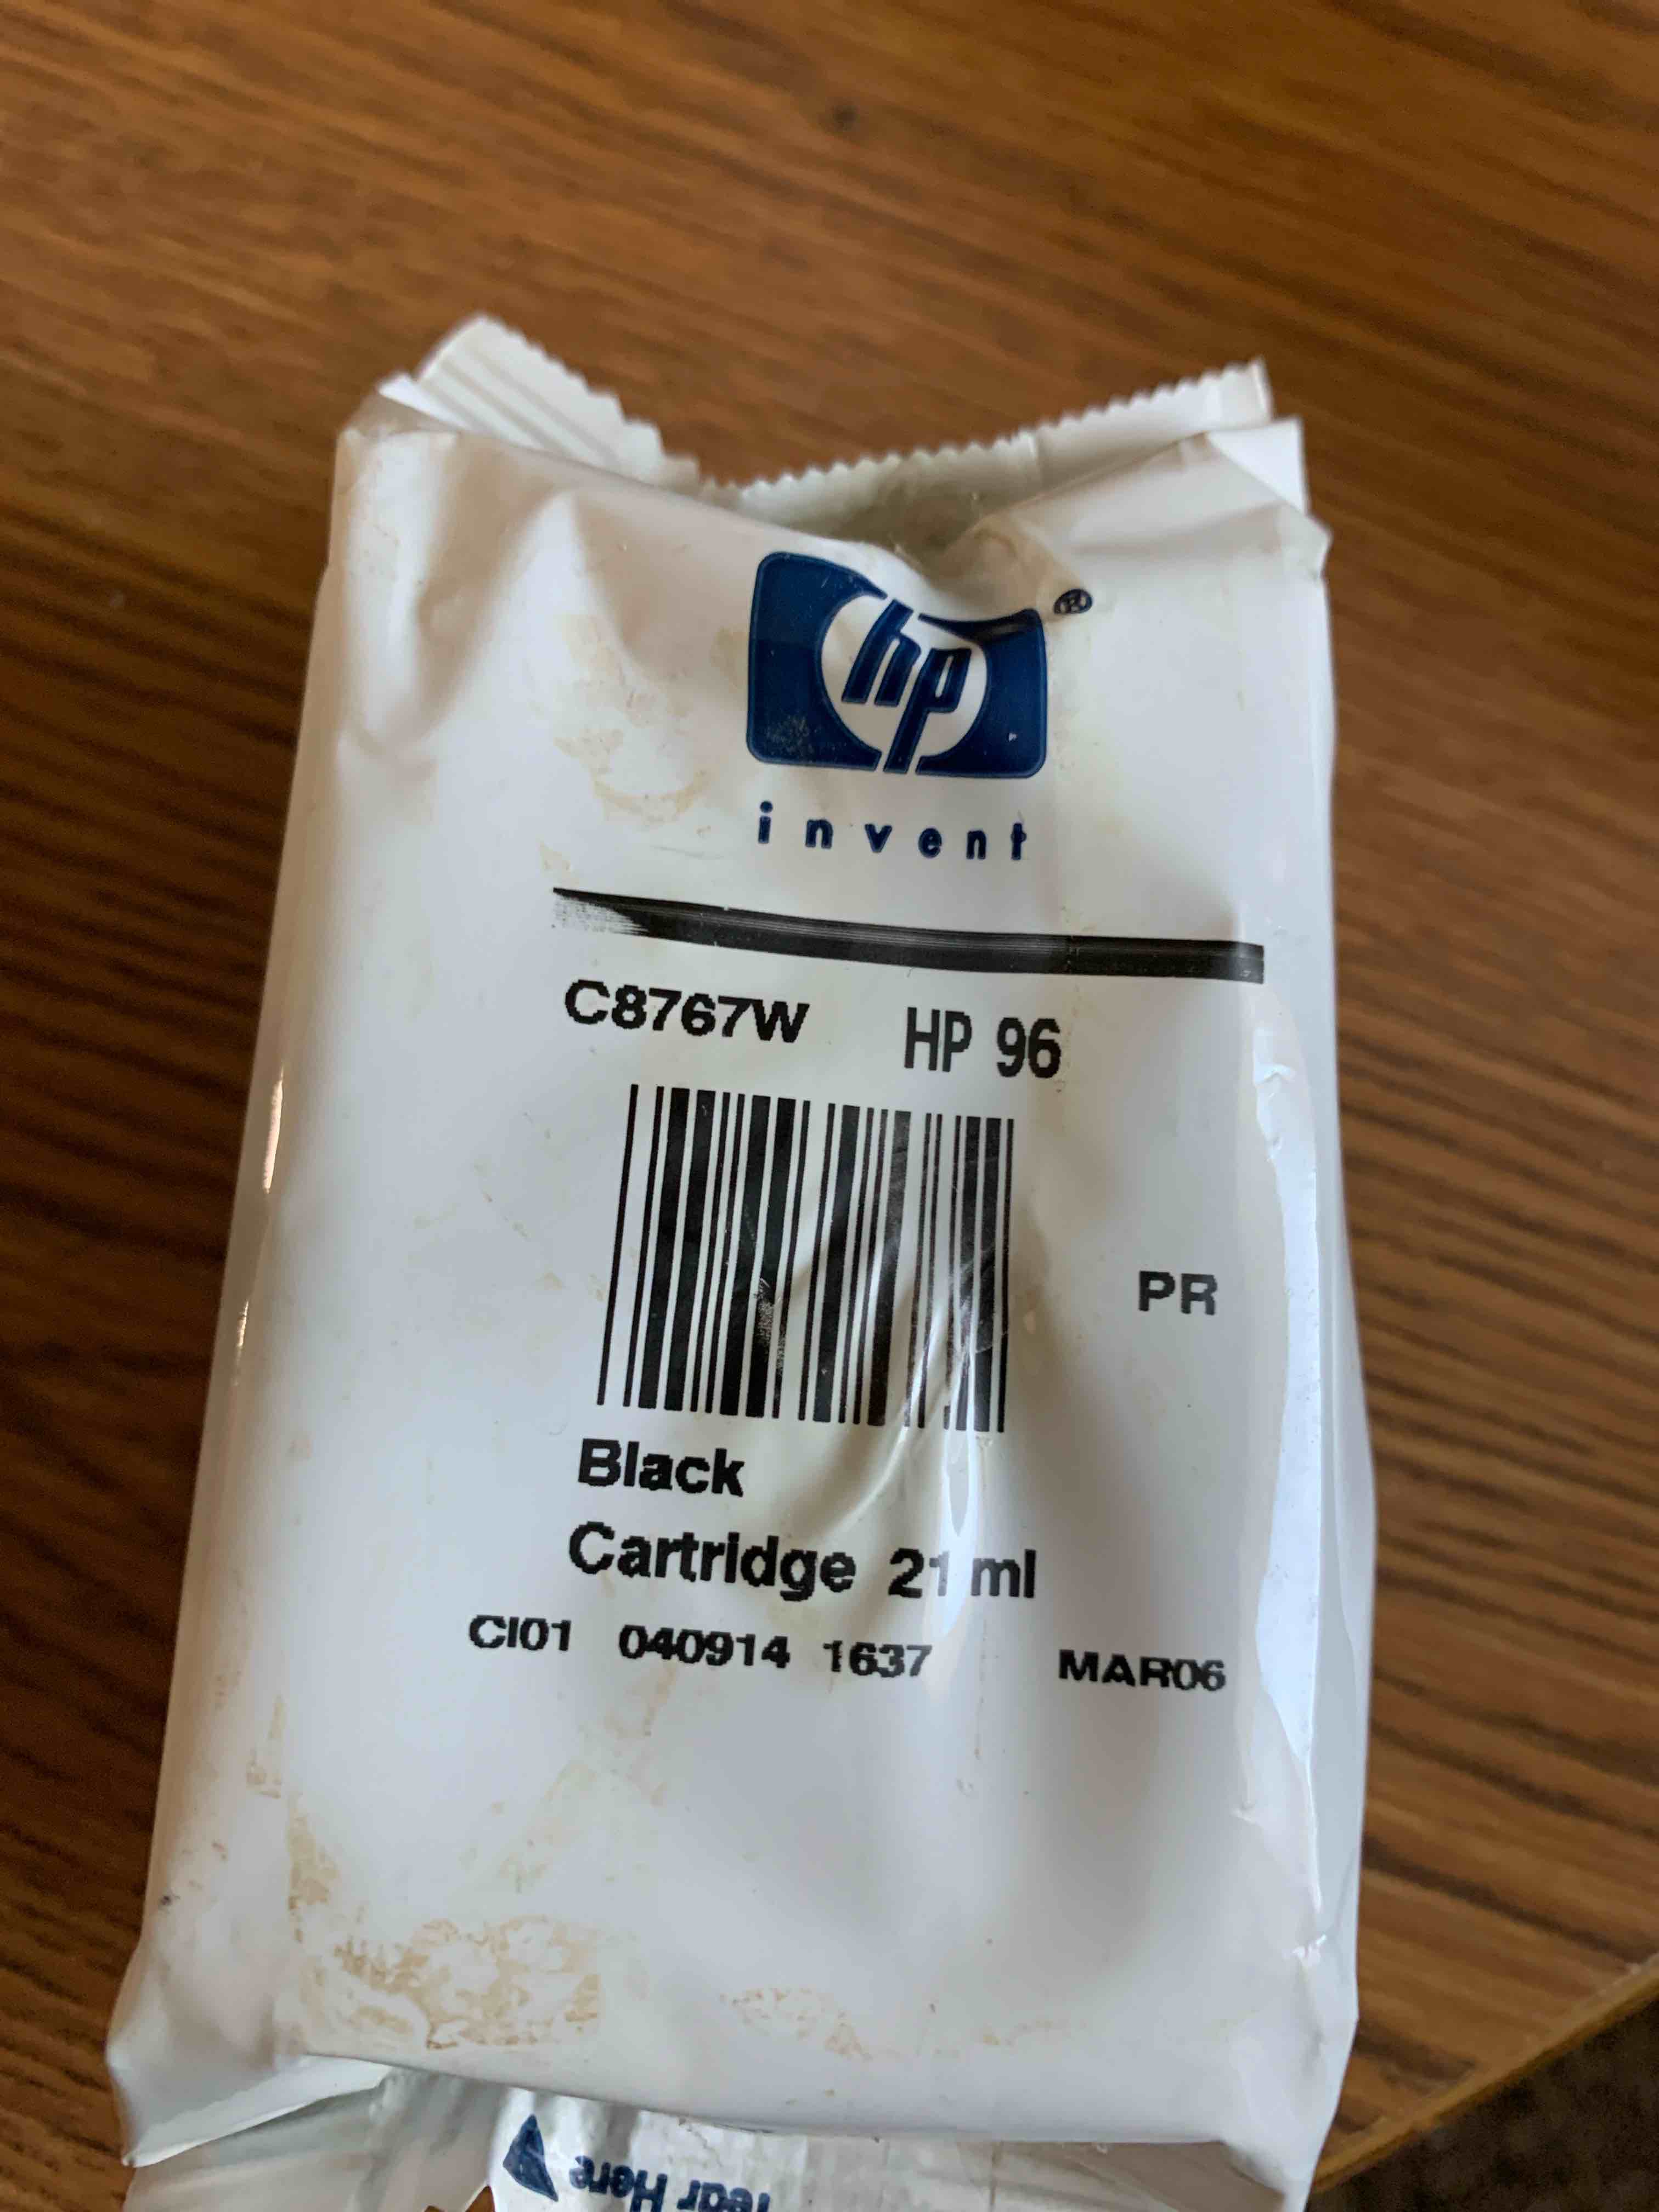 hp ®
invent
C8767W HP 96
PR
Black
Cartridge 21 ml
CI01 040914 1637 MAR06
Tear Here